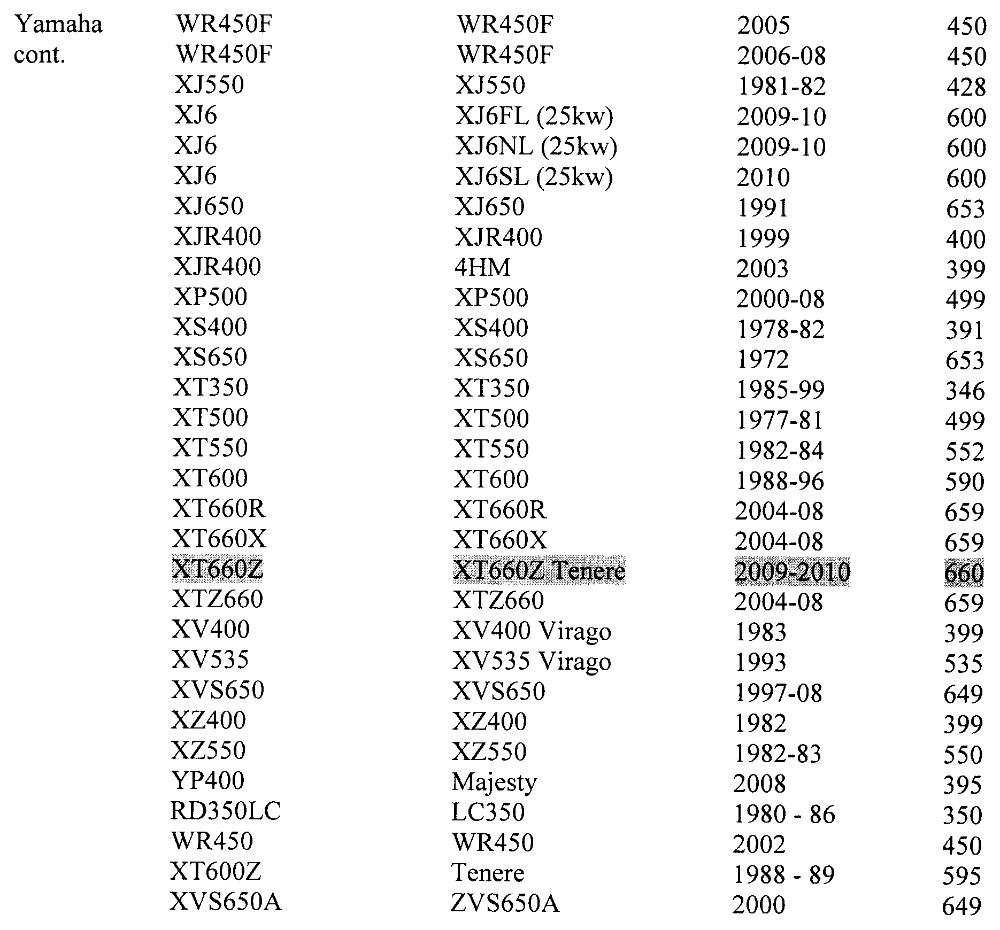 Yamaha WR450F WR450F 2005 450
cont. WR450F WR450F 2006-08 450
XJ550 XJ550 1981-82 428
XJ6 XJ6FL (25kw) 2009-10 600
XJ6 XJ6NL (25kw) 2009-10 600
XJ6 XJ6SL (25kw) 2010 600
XJ650 XJ650 1991 653
XJR400 XJR400 1999 400
XJR400 4HM 2003 399
XP500 XP500 2000-08 499
XS400 XS400 1978-82 391
XS650 XS650 1972 653
XT350 XT350 1985-99 346
XT500 XT500 1977-81 499
XT550 XT550 1982-84 552
XT600 XT600 1988-96 590
XT660R XT660R 2004-08 659
XT660X XT660X 2004-08 659
XT660Z XT660Z Tenere 2009-2010 660
XTZ660 XTZ660 2004-08 659
XV400 XV400 Virago 1983 399
XV535 XV535 Virago 1993 535
XVS650 XVS650 1997-08 649
XZ400 XZ400 1982 399
XZ550 XZ550 1982-83 550
YP400 Majesty 2008 395
RD350LC LC350 1980 - 86 350
WR450 WR450 2002 450
XT600Z Tenere 1988 - 89 595
XVS650A ZVS650A 2000 649